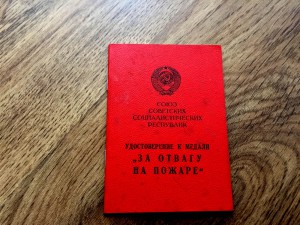 СОЮЗ
СОВЕТСКИХ
СОЦИАЛИСТИЧЕСКИХ
РЕСПУБЛИК
УДОСТОВЕРЕНИЕ К МЕДАЛИ
„ЗА ОТВАГУ
НА ПОЖАРЕ“